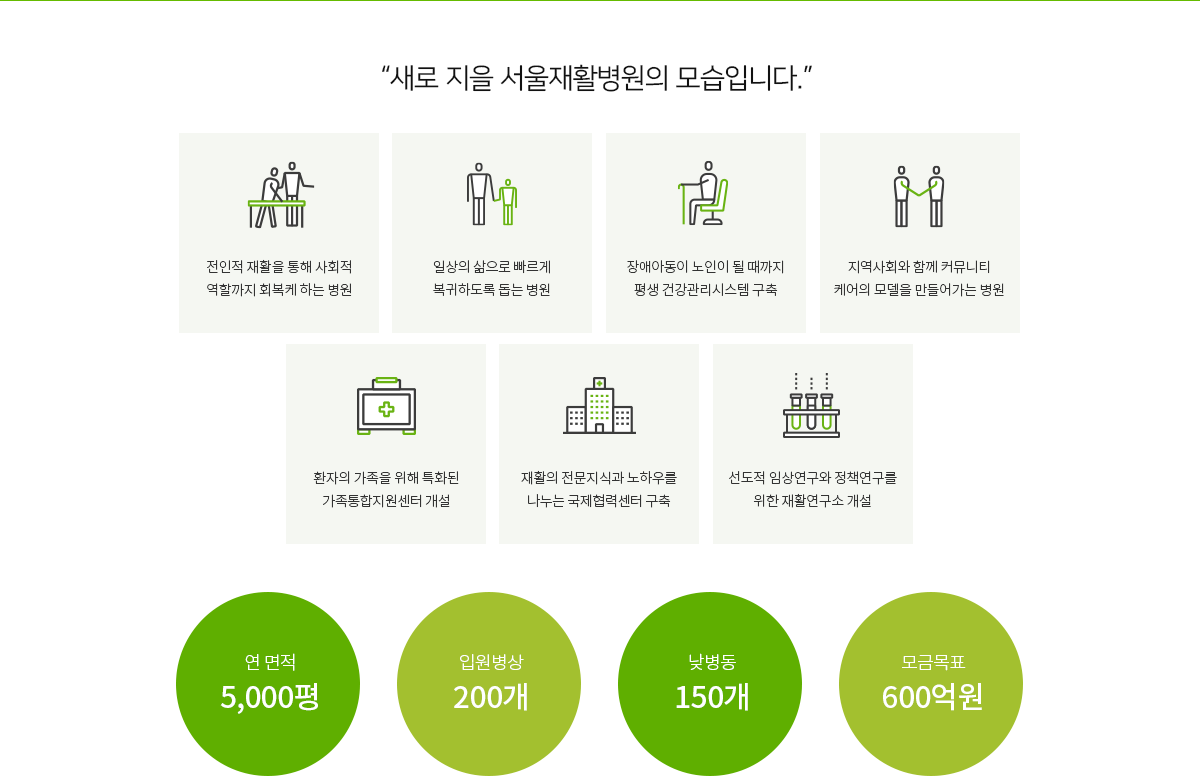 “새로 지을 서울재활병원의 모습입니다.”
전인적 재활을 통해 사회적
역할까지 회복케 하는 병원
일상의 삶으로 빠르게
복귀하도록 돕는 병원
장애아동이 노인이 될 때까지
평생 건강관리시스템 구축
지역사회와 함께 커뮤니티
케어의 모델을 만들어가는 병원
환자의 가족을 위해 특화된
가족통합지원센터 개설
재활의 전문지식과 노하우를
나누는 국제협력센터 구축
선도적 임상연구와 정책연구를
위한 재활연구소 개설
연 면적
5,000평
입원병상
200개
낮병동
150개
모금목표
600억원